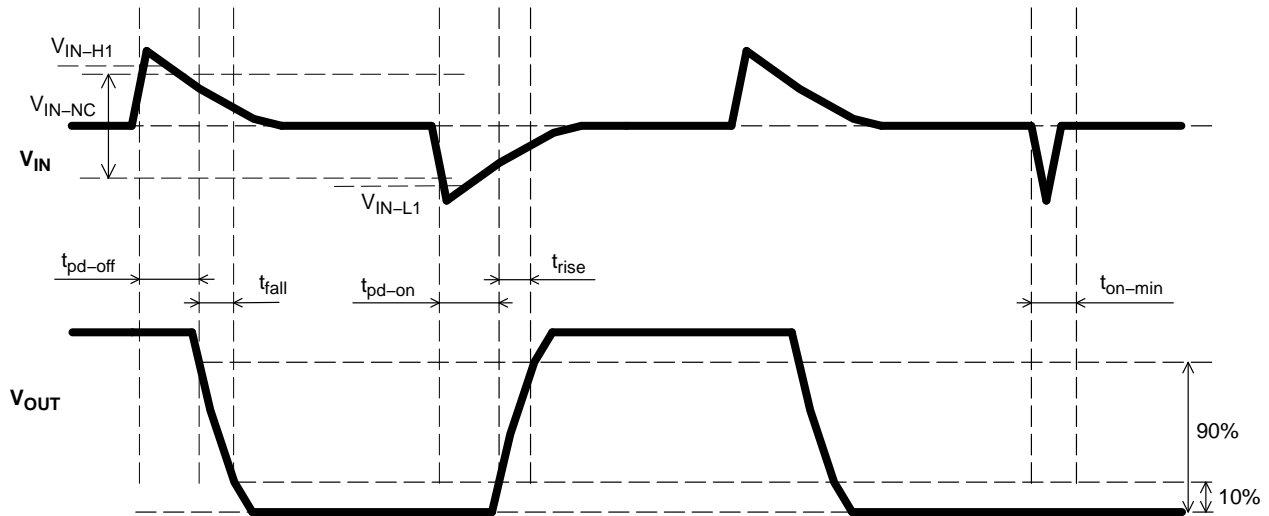 V_IN–H1
V_IN–NC
V_IN
V_IN–L1
t_pd–off
t_fall
t_pd–on
t_rise
t_on–min
V_OUT
90%
10%